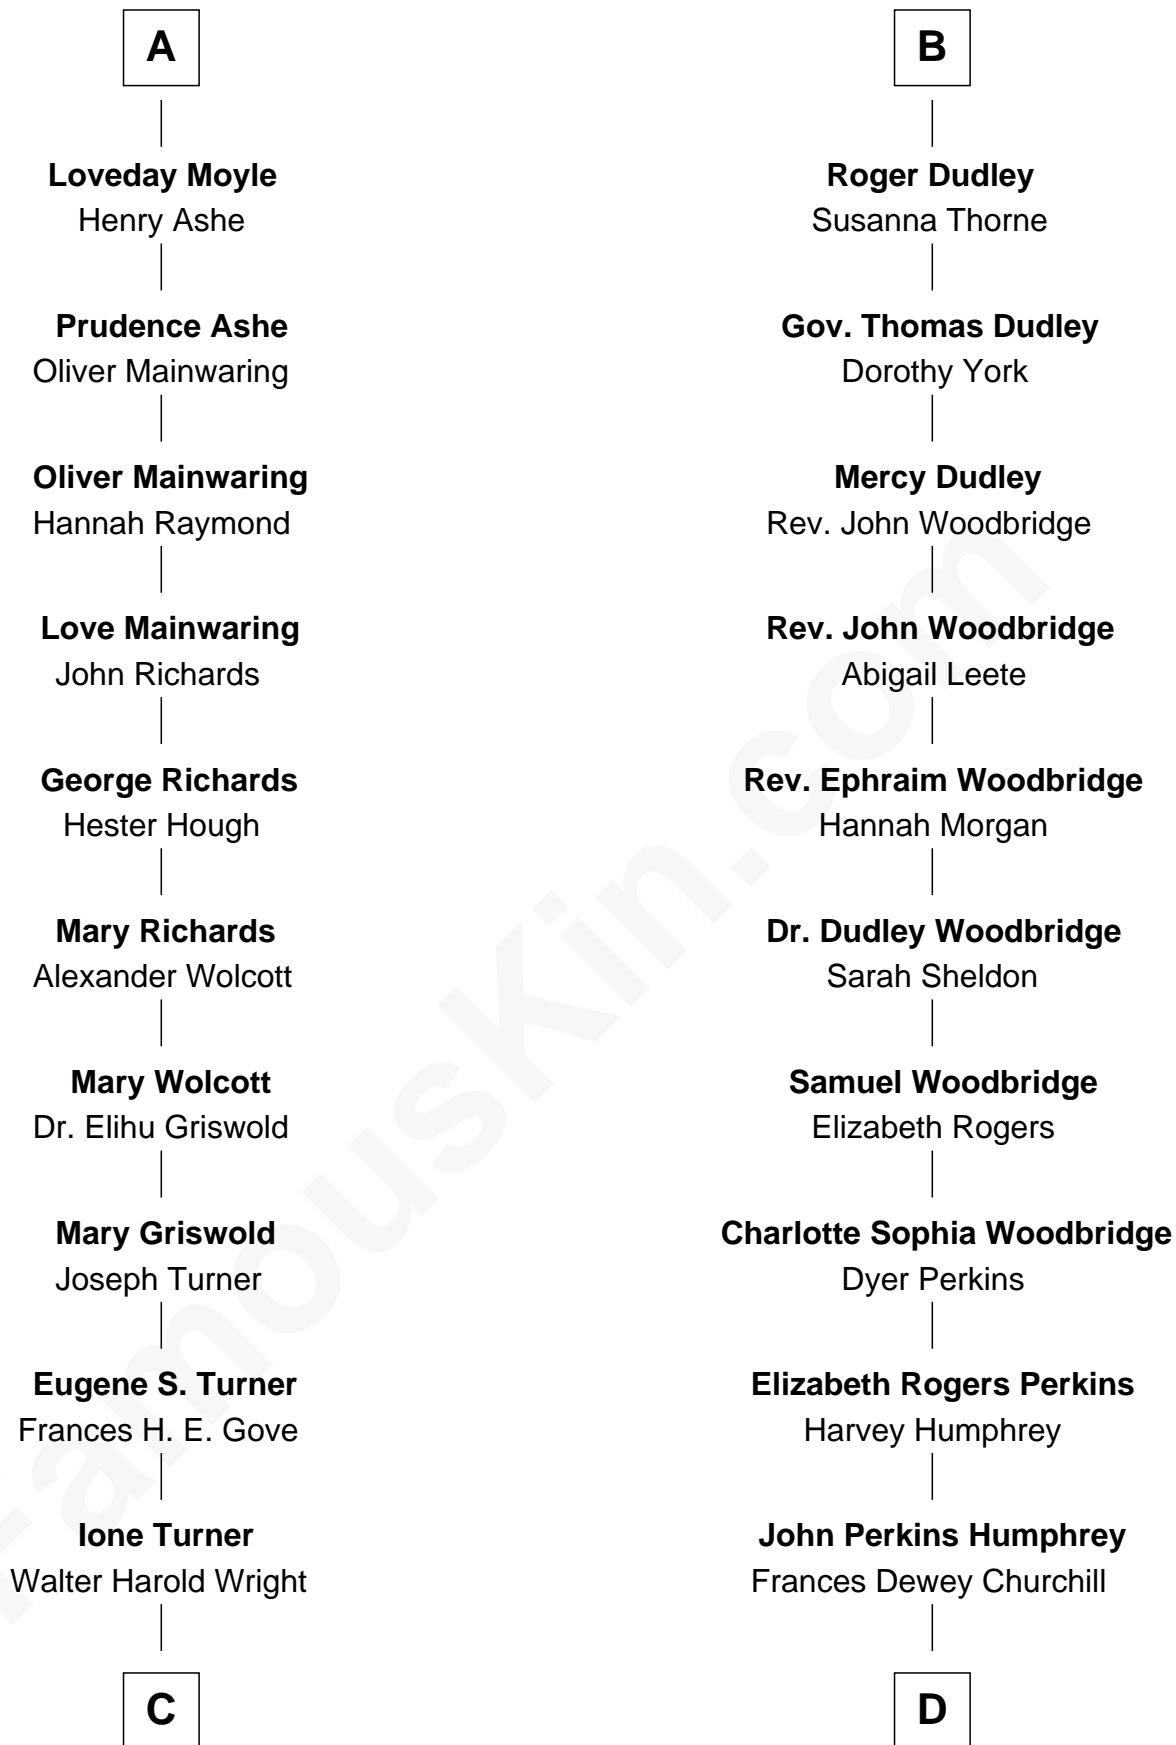 A
Loveday Moyle
Henry Ashe
Prudence Ashe
Oliver Mainwaring
Oliver Mainwaring
Hannah Raymond
Love Mainwaring
John Richards
George Richards
Hester Hough
Mary Richards
Alexander Wolcott
Mary Wolcott
Dr. Elihu Griswold
Mary Griswold
Joseph Turner
Eugene S. Turner
Frances H. E. Gove
Ione Turner
Walter Harold Wright
C
B
Roger Dudley
Susanna Thorne
Gov. Thomas Dudley
Dorothy York
Mercy Dudley
Rev. John Woodbridge
Rev. John Woodbridge
Abigail Leete
Rev. Ephraim Woodbridge
Hannah Morgan
Dr. Dudley Woodbridge
Sarah Sheldon
Samuel Woodbridge
Elizabeth Rogers
Charlotte Sophia Woodbridge
Dyer Perkins
Elizabeth Rogers Perkins
Harvey Humphrey
John Perkins Humphrey
Frances Dewey Churchill
D
FamousKin.com